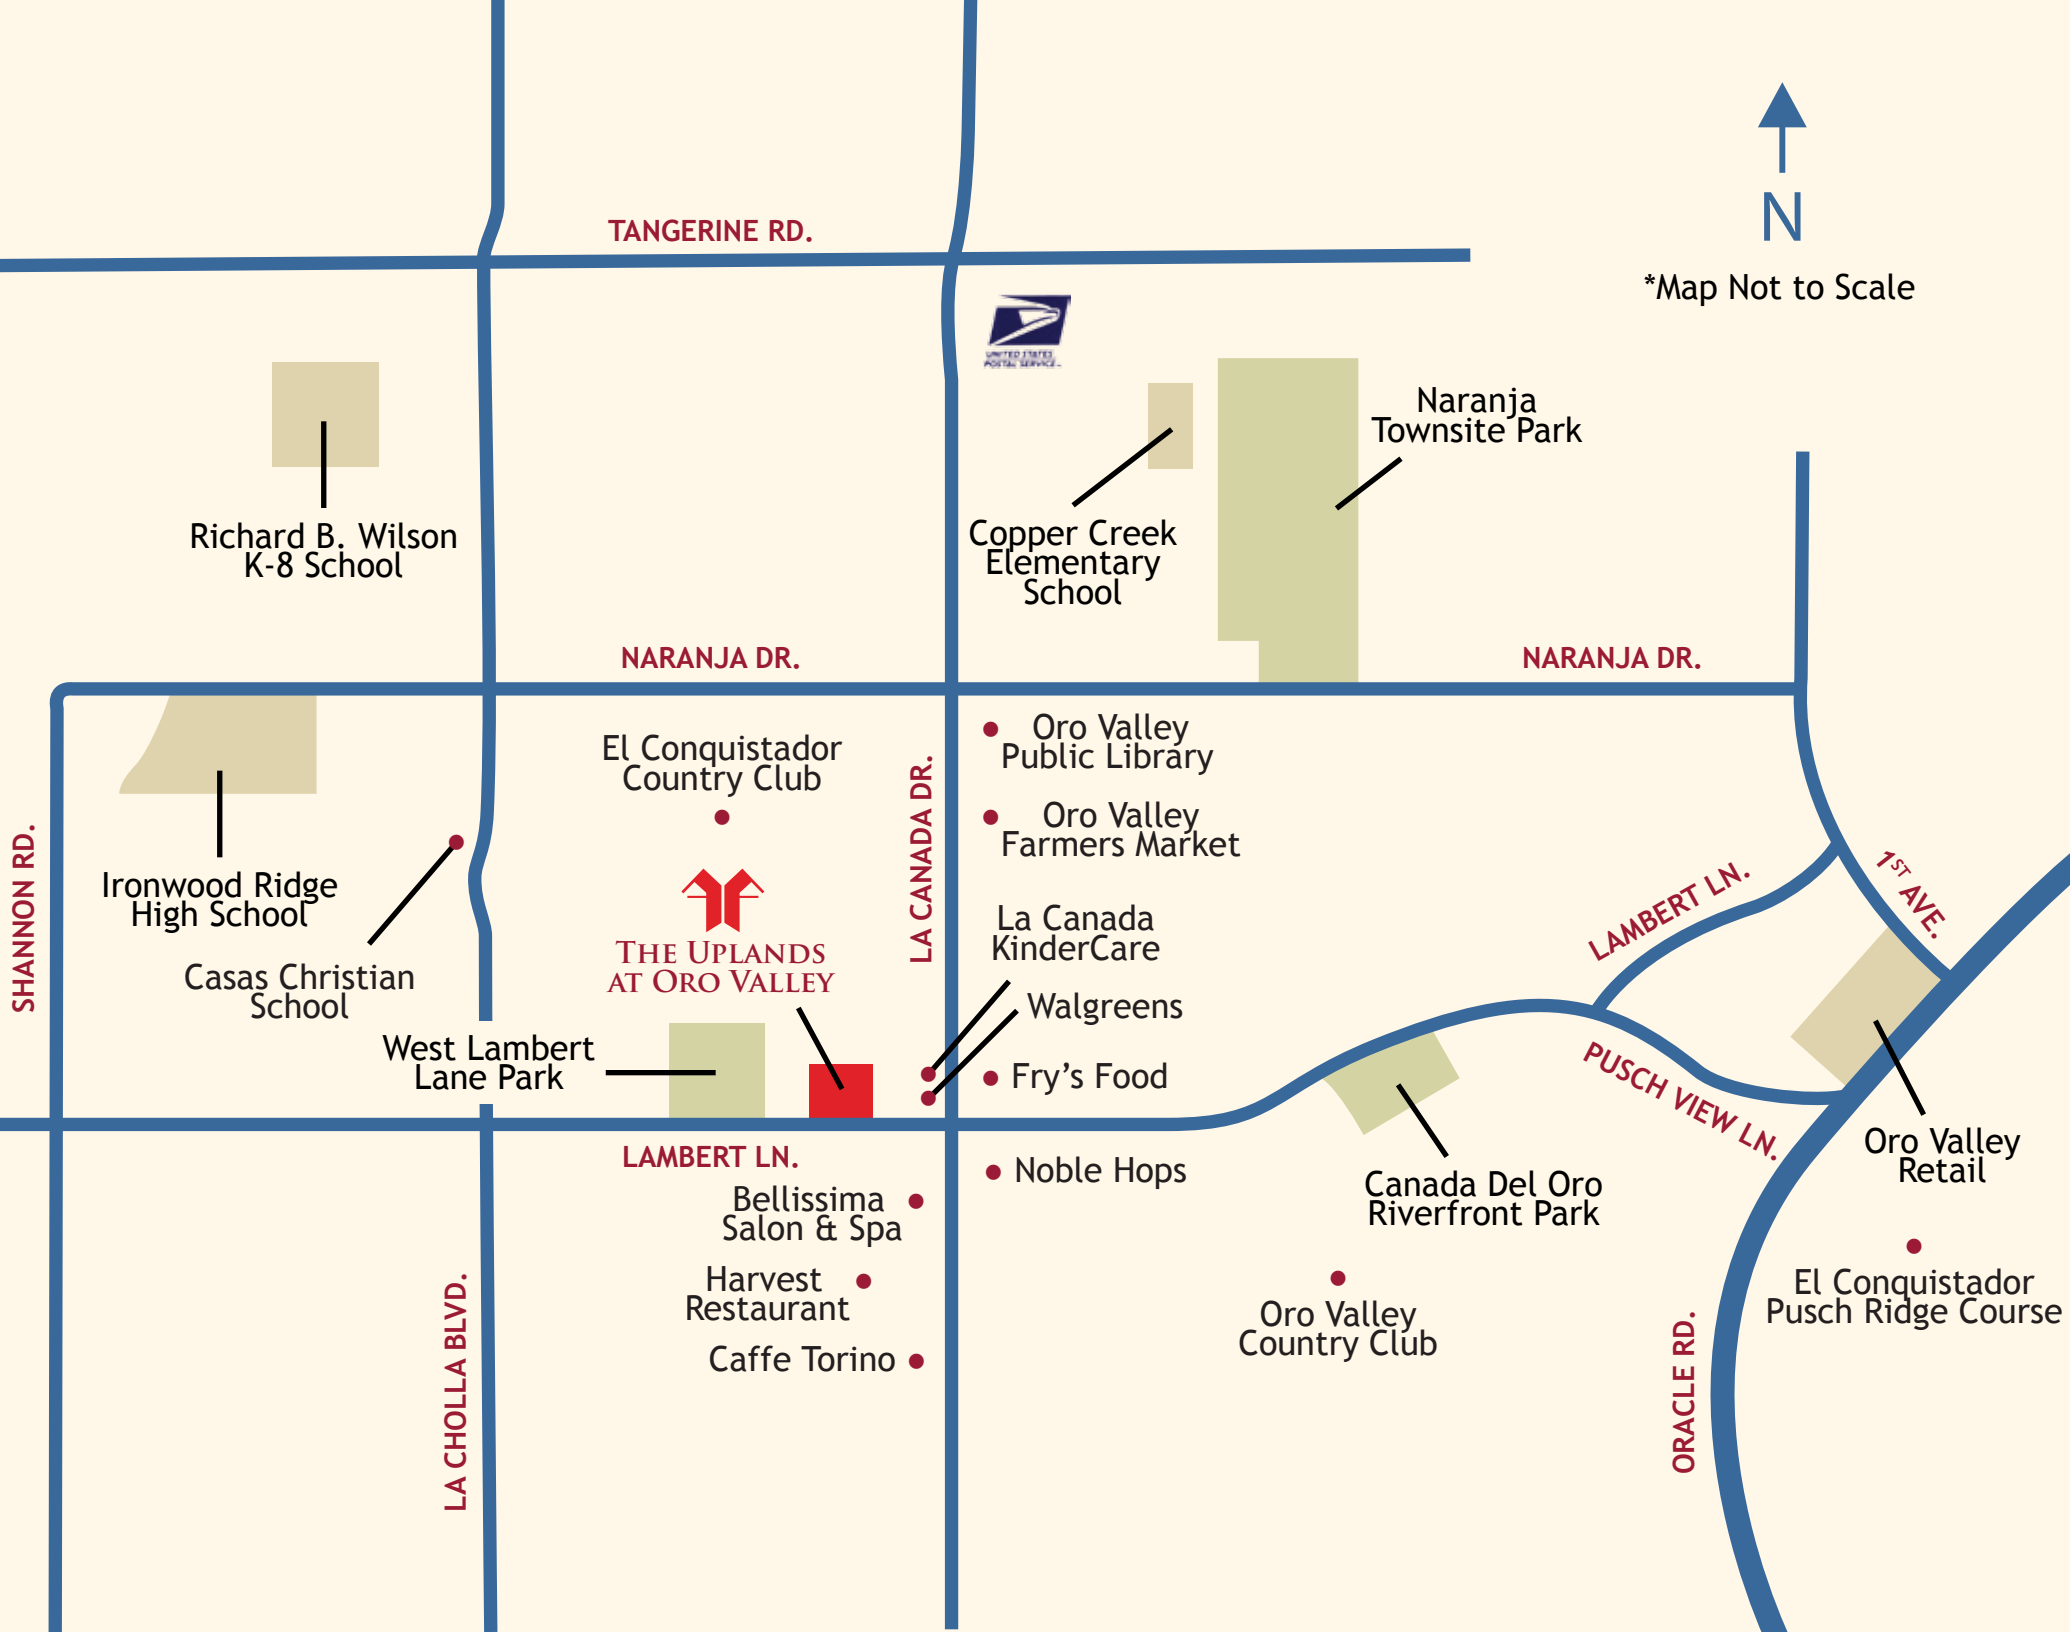 TANGERINE RD.
N
*Map Not to Scale
UNITED STATES
POSTAL SERVICE
Naranja
Townsite Park
Richard B. Wilson
K-8 School
Copper Creek
Elementary
School
NARANJA DR.
NARANJA DR.
El Conquistador
Country Club
Oro Valley
Public Library
LA CANADA DR.
Oro Valley
Farmers Market
SHANNON RD.
Ironwood Ridge
High School
LAMBERT LN.
1ST AVE.
La Canada
KinderCare
THE UPLANDS
AT ORO VALLEY
Casas Christian
School
Walgreens
West Lambert
Lane Park
Fry’s Food
PUSCH VIEW LN.
LAMBERT LN.
Noble Hops
Oro Valley
Retail
Bellissima
Salon & Spa
Canada Del Oro
Riverfront Park
Harvest
Restaurant
Oro Valley
Country Club
El Conquistador
Pusch Ridge Course
LA CHOLLA BLVD.
Caffe Torino
ORACLE RD.